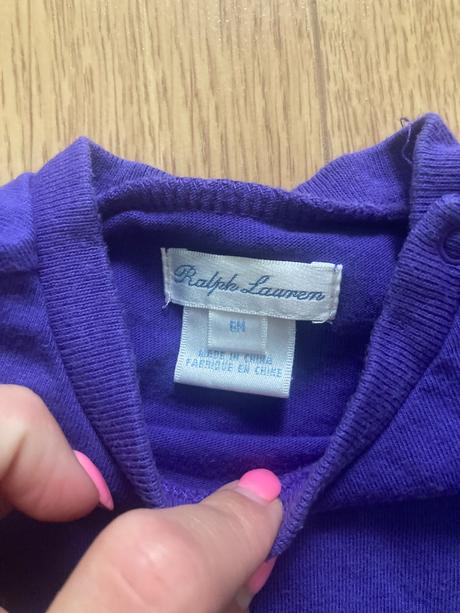 Ralph Lauren
6M
MADE IN CHINA
FABRIQUE EN CHINE